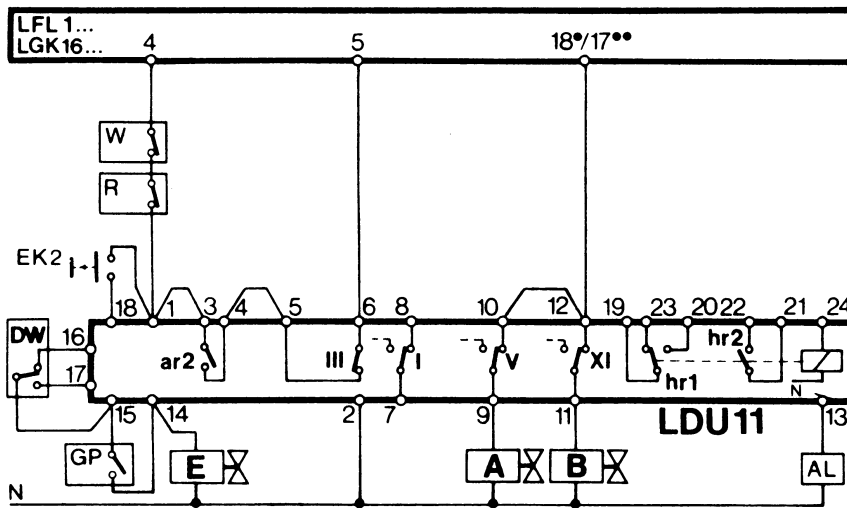 LFL 1...
LGK16...
4 5 18•/17••
W
R
EK2
18 1 3 4 5 6 8 10 12 19 23 20 22 21 24
DW 16
17
ar2 III I V XI hr1 hr2
N
LDU11
15 14 2 7 9 11 13
GP E A B AL
N